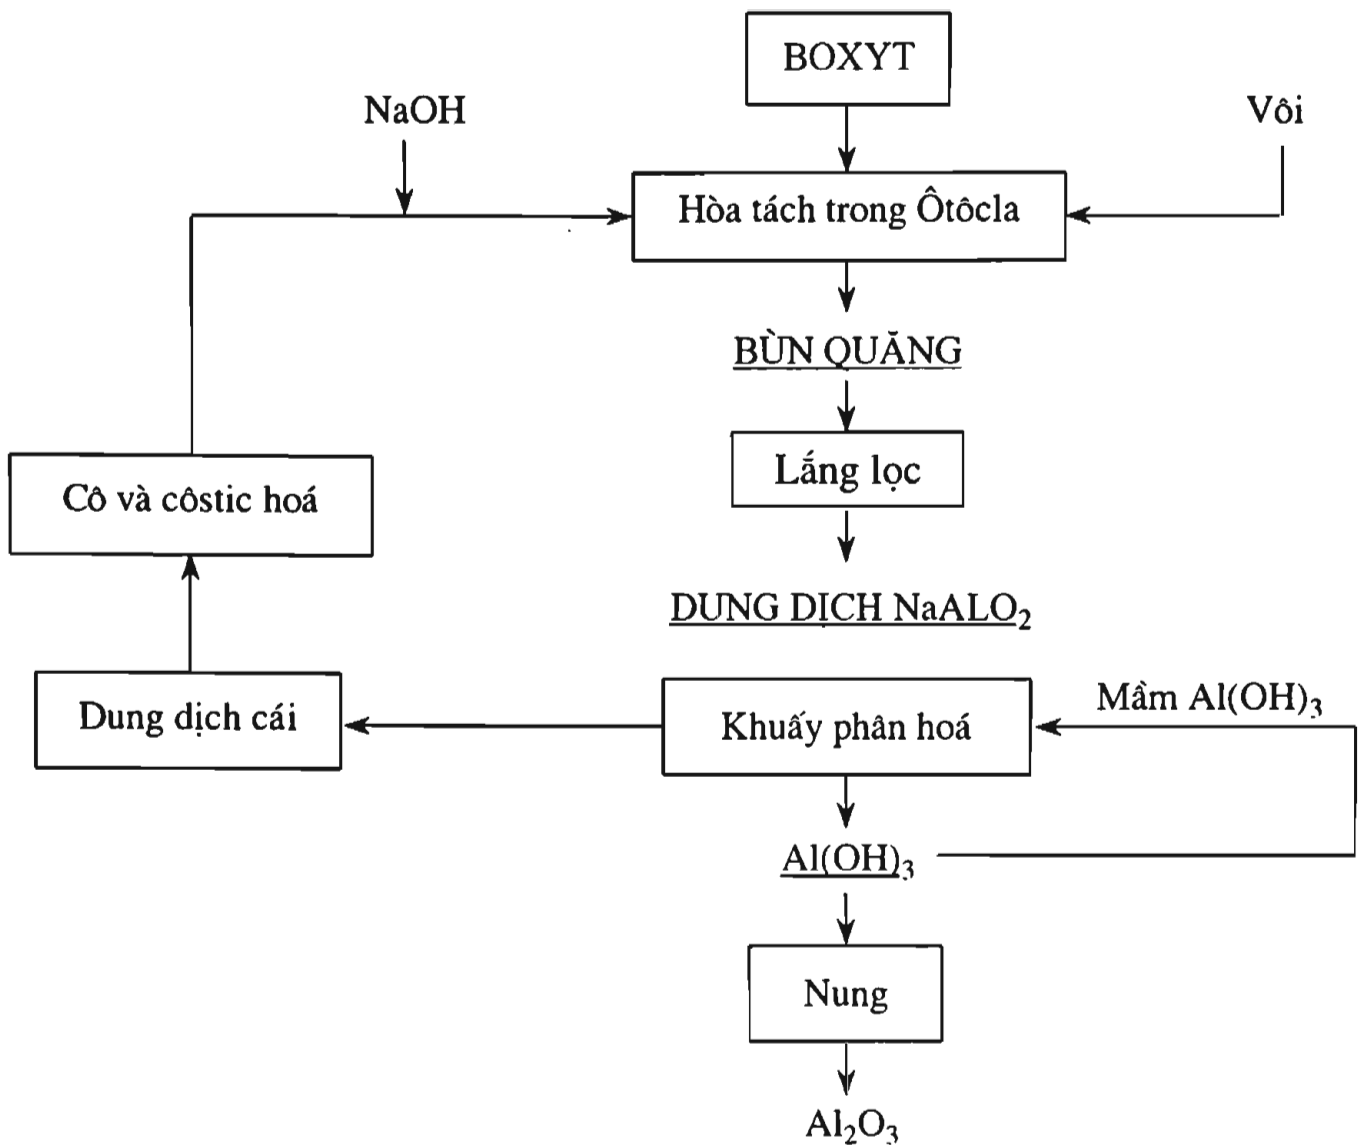 BOXYT
NaOH
Vôi
Hòa tách trong Ôtôcla
BÙN QUĂNG
Lắng lọc
Cô và côstic hoá
DUNG DỊCH NaALO₂
Dung dịch cái
Khuấy phân hoá
Mầm Al(OH)₃
Al(OH)₃
Nung
Al₂O₃